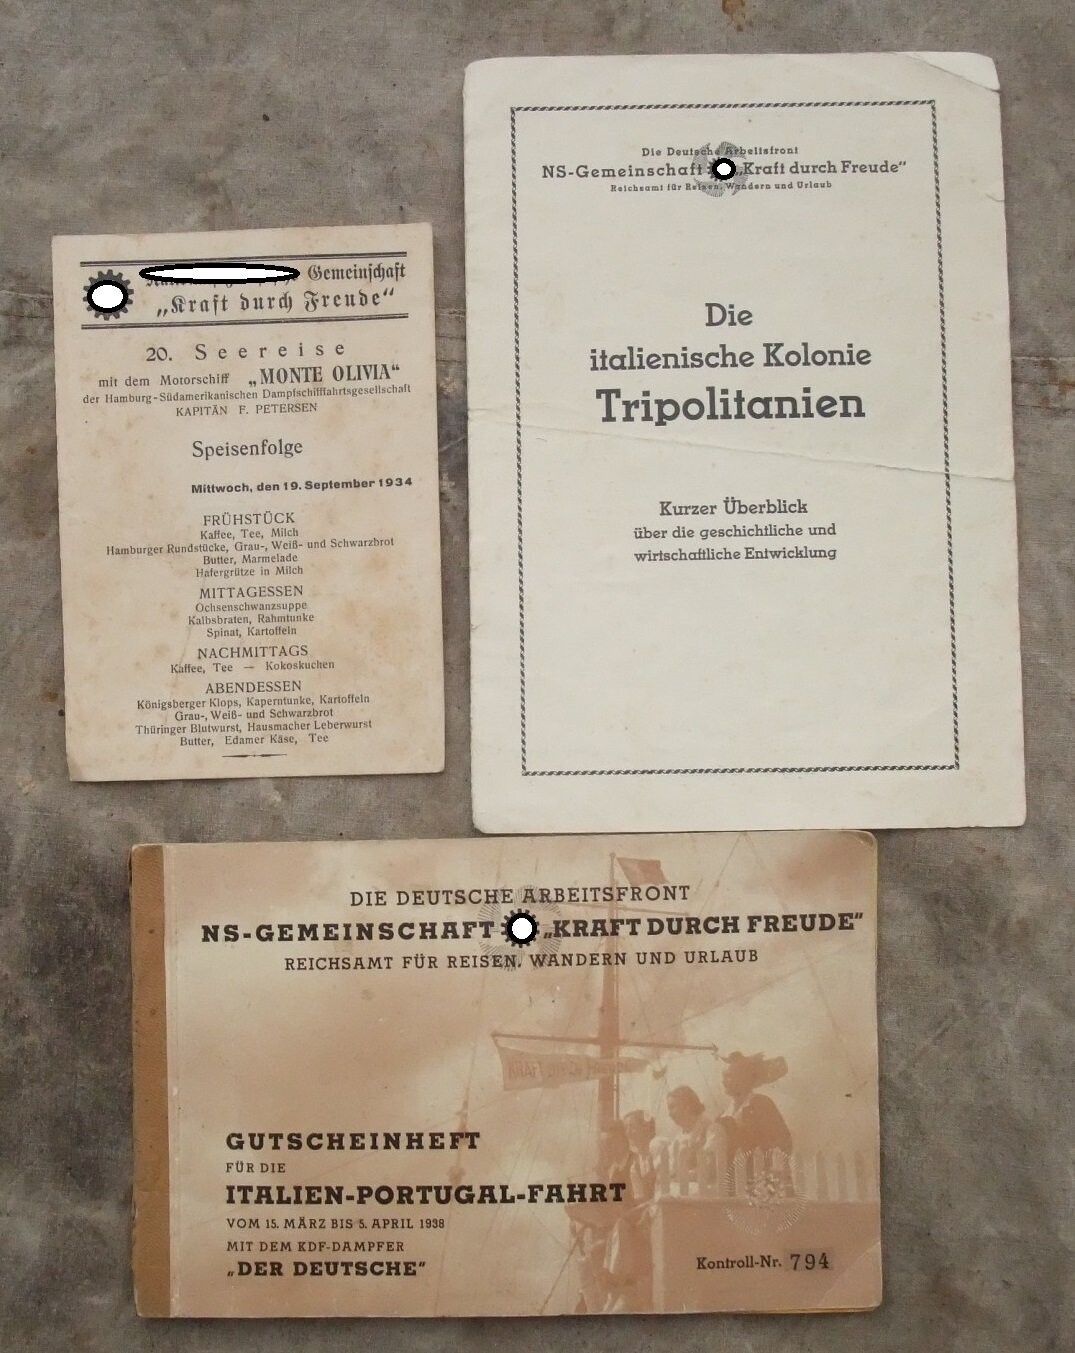 Gemeinschaft
„Kraft durch Freude“
20. Seereise
mit dem Motorschiff „MONTE OLIVIA“
der Hamburg-Südamerikanischen Dampfschifffahrtsgesellschaft
KAPITÄN F. PETERSEN
Speisenfolge
Mittwoch, den 19. September 1934
FRÜHSTÜCK
Kaffee, Tee, Milch
Hamburger Rundstücke, Grau-, Weiß- und Schwarzbrot
Butter, Marmelade
Hafergrütze in Milch
MITTAGESSEN
Ochsenschwanzsuppe
Kalbsbraten, Rahmtunke
Spinat, Kartoffeln
NACHMITTAGS
Kaffee, Tee — Kokoskuchen
ABENDESSEN
Königsberger Klops, Kaperntunke, Kartoffeln
Grau-, Weiß- und Schwarzbrot
Thüringer Blutwurst, Hausmacher Leberwurst
Butter, Edamer Käse, Tee
Die Deutsche Arbeitsfront
NS-Gemeinschaft „Kraft durch Freude“
Reichsamt für Reisen, Wandern und Urlaub
Die
italienische Kolonie
Tripolitanien
Kurzer Überblick
über die geschichtliche und
wirtschaftliche Entwicklung
DIE DEUTSCHE ARBEITSFRONT
NS-GEMEINSCHAFT „KRAFT DURCH FREUDE“
REICHSAMT FÜR REISEN, WANDERN UND URLAUB
KRAFT DURCH FREUDE
GUTSCHEINHEFT
FÜR DIE
ITALIEN-PORTUGAL-FAHRT
VOM 15. MÄRZ BIS 5. APRIL 1938
MIT DEM KDF-DAMPFER
„DER DEUTSCHE“
Kontroll-Nr. 794